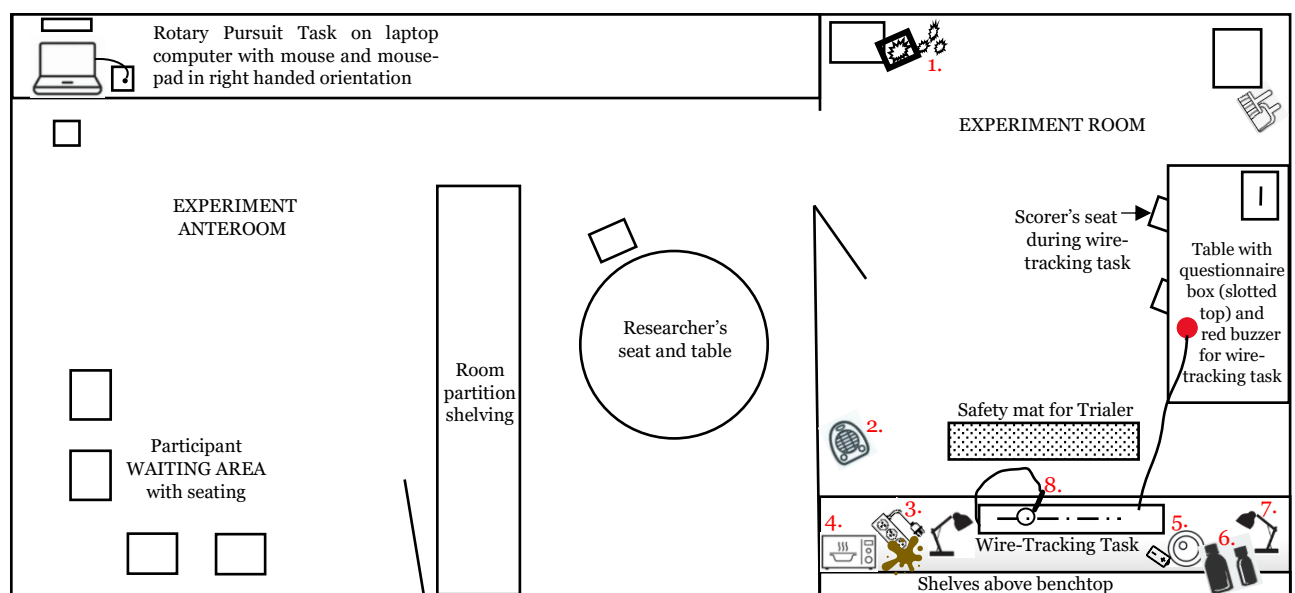 Rotary Pursuit Task on laptop
computer with mouse and mouse-
pad in right handed orientation
1.
EXPERIMENT ROOM
EXPERIMENT
ANTEROOM
Scorer's seat
during wire-
tracking task
Table with
questionnaire
box (slotted
top) and
red buzzer
for wire-
tracking task
Researcher's
seat and table
Room
partition
shelving
Participant
WAITING AREA
with seating
2.
Safety mat for Trialer
8.
3.
4.
5.
6.
7.
Wire-Tracking Task
Shelves above benchtop